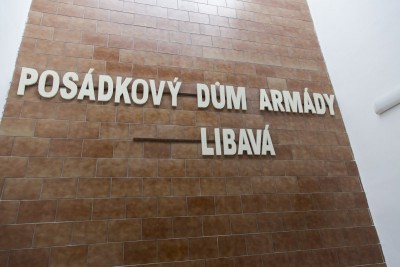 POSÁDKOVÝ DŮM ARMÁDY
LIBAVÁ